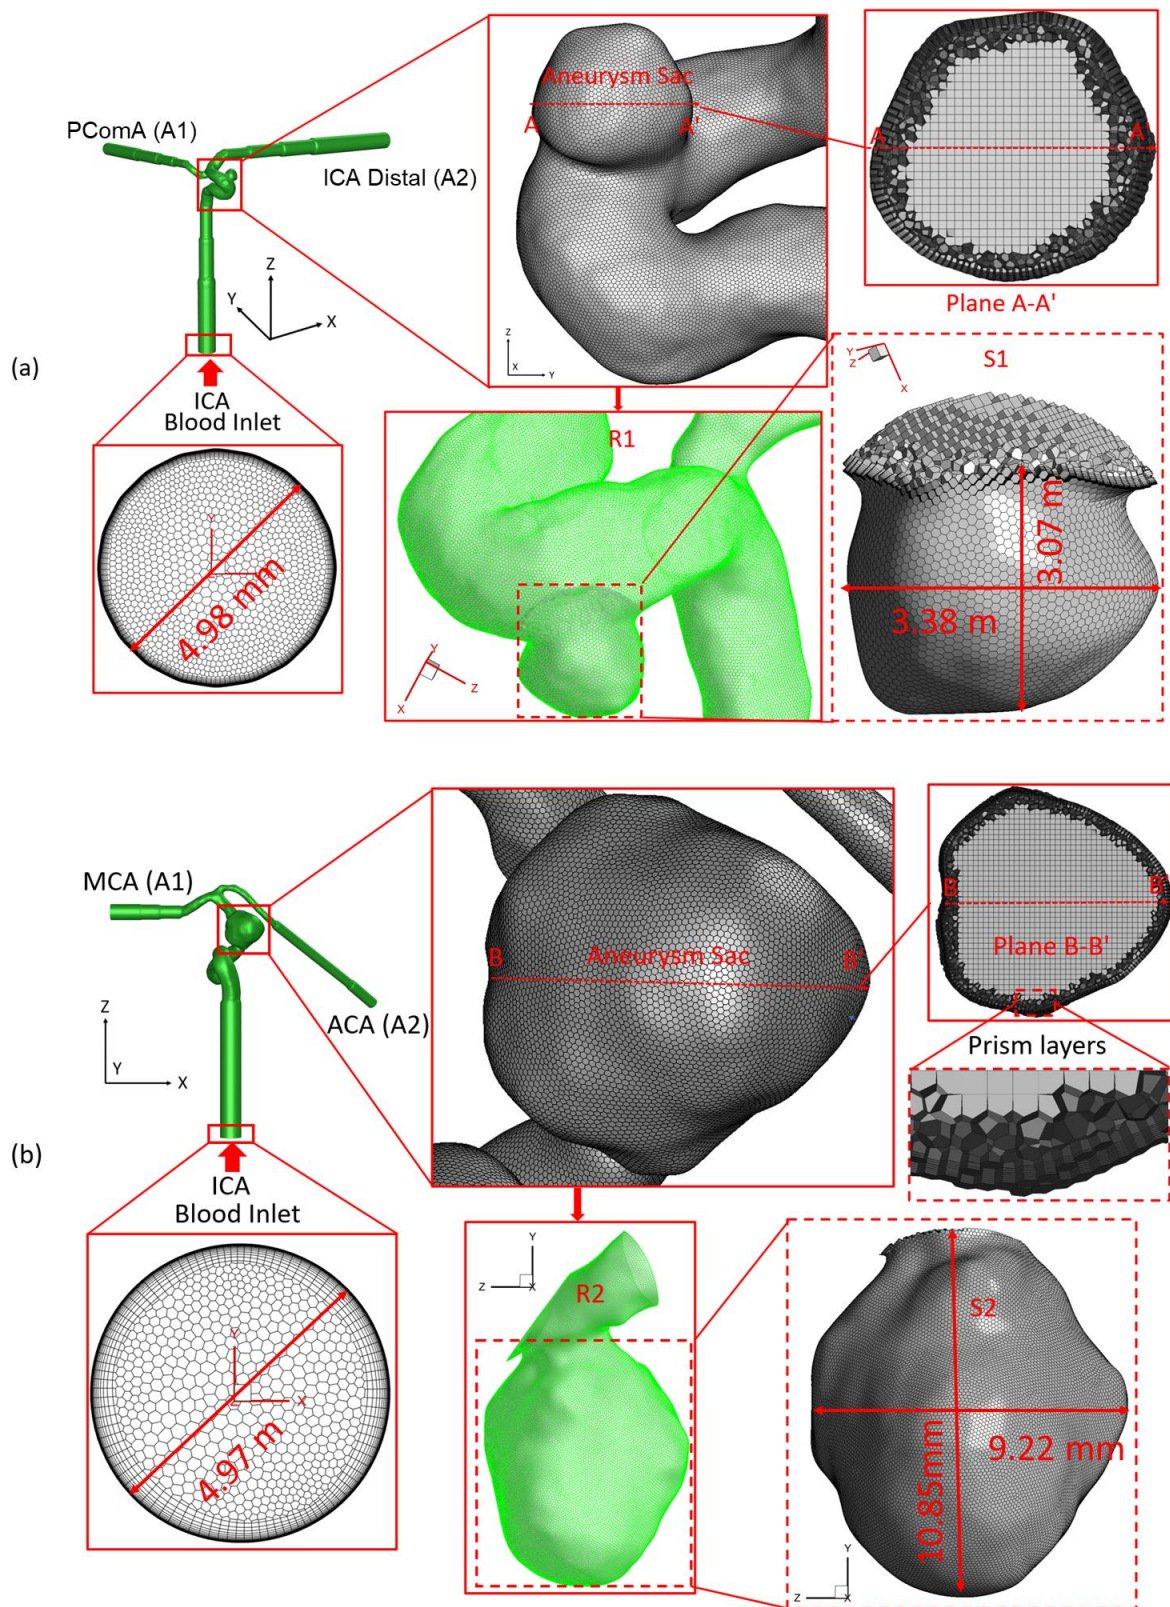 (a)
PComA (A1)
ICA Distal (A2)
Z
Y
X
ICA
Blood Inlet
Y
4.98 mm
Aneurysm Sac
A
A'
Z
X
Y
A
A'
Plane A-A'
R1
Y
Z
X
S1
Y
Z
X
3.07 m
3.38 m
(b)
MCA (A1)
ACA (A2)
Z
Y
X
ICA
Blood Inlet
Y
Z
X
4.97 m
B
Aneurysm Sac
B'
B
B'
Plane B-B'
Prism layers
Y
Z
X
R2
S2
9.22 mm
10.85mm
Y
Z
X